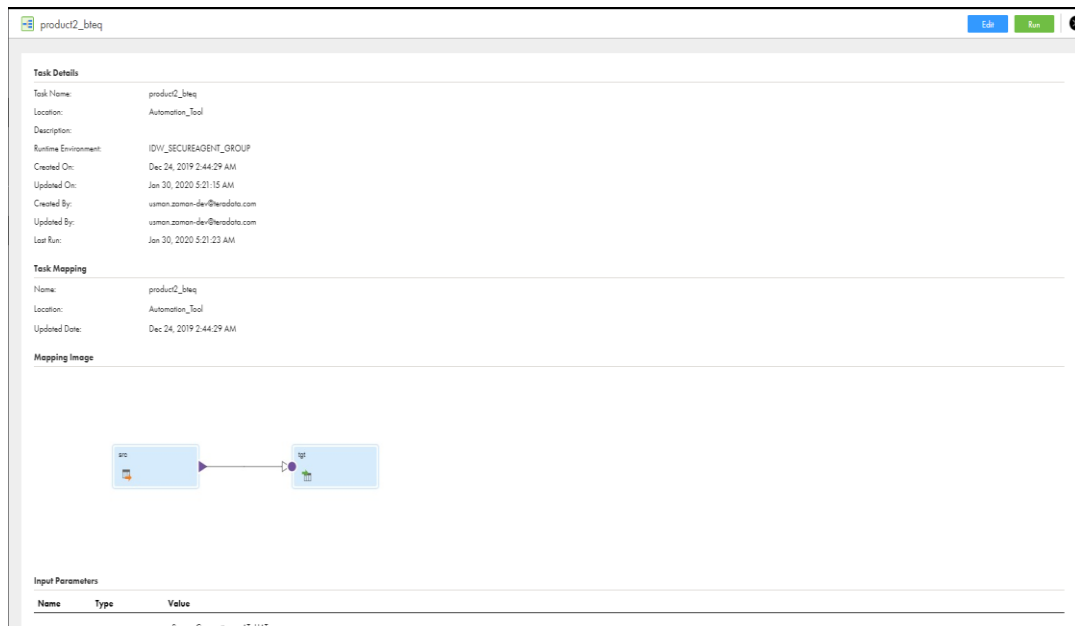 product2_bteq
Edit Run
Task Details
Task Name: product2_bteq
Location: Automation_Tool
Description:
Runtime Environment: IDW_SECUREAGENT_GROUP
Created On: Dec 24, 2019 2:44:29 AM
Updated On: Jan 30, 2020 5:21:15 AM
Created By: usman.zaman-dev@teradata.com
Updated By: usman.zaman-dev@teradata.com
Last Run: Jan 30, 2020 5:21:23 AM
Task Mapping
Name: product2_bteq
Location: Automation_Tool
Updated Date: Dec 24, 2019 2:44:29 AM
Mapping Image
src tgt
Input Parameters
Name Type Value